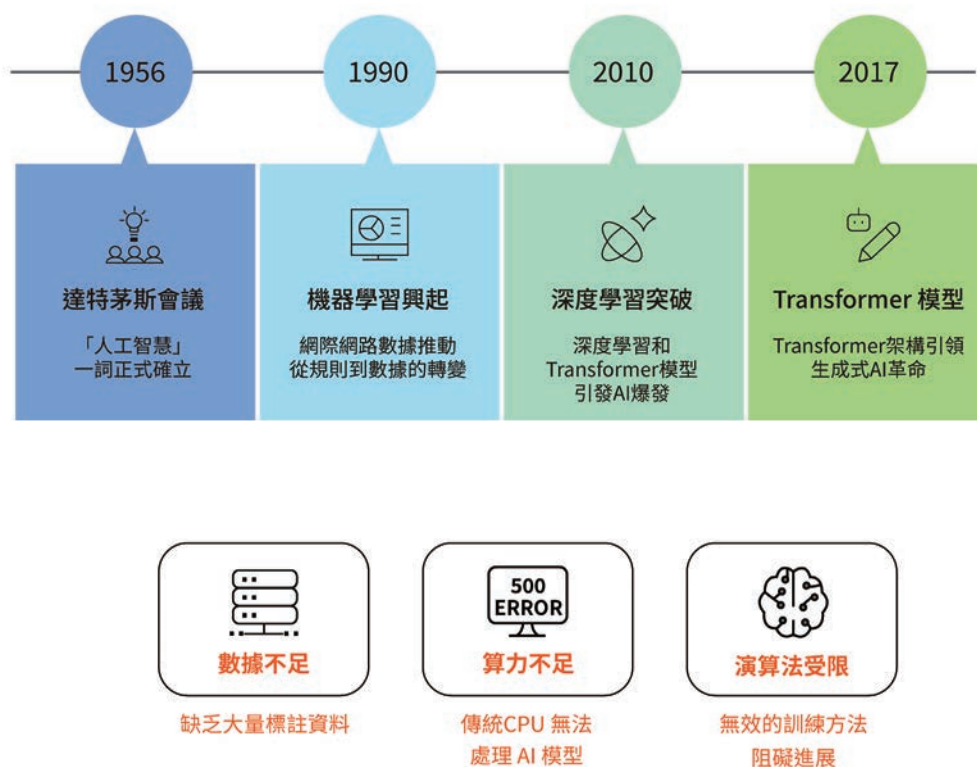 1956
1990
2010
2017
達特茅斯會議
「人工智慧」
一詞正式確立
機器學習興起
網際網路數據推動
從規則到數據的轉變
深度學習突破
深度學習和
Transformer模型
引發AI爆發
Transformer 模型
Transformer架構引領
生成式AI革命
數據不足
缺乏大量標註資料
500
ERROR
算力不足
傳統CPU 無法
處理 AI 模型
演算法受限
無效的訓練方法
阻礙進展